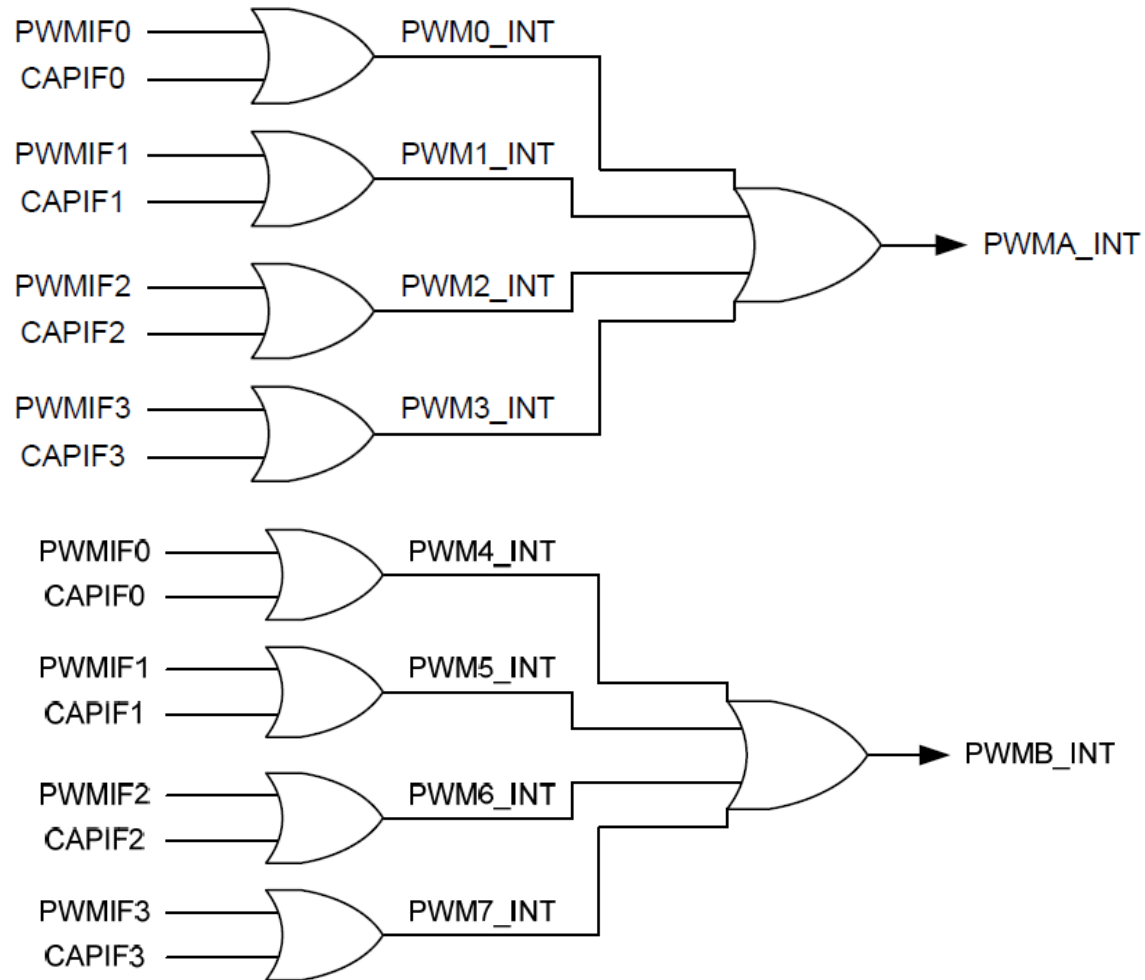 PWMIF0 PWM0_INT
CAPIF0
PWMIF1 PWM1_INT
CAPIF1
PWMA_INT
PWMIF2 PWM2_INT
CAPIF2
PWMIF3 PWM3_INT
CAPIF3
PWMIF0 PWM4_INT
CAPIF0
PWMIF1 PWM5_INT
CAPIF1
PWMB_INT
PWMIF2 PWM6_INT
CAPIF2
PWMIF3 PWM7_INT
CAPIF3